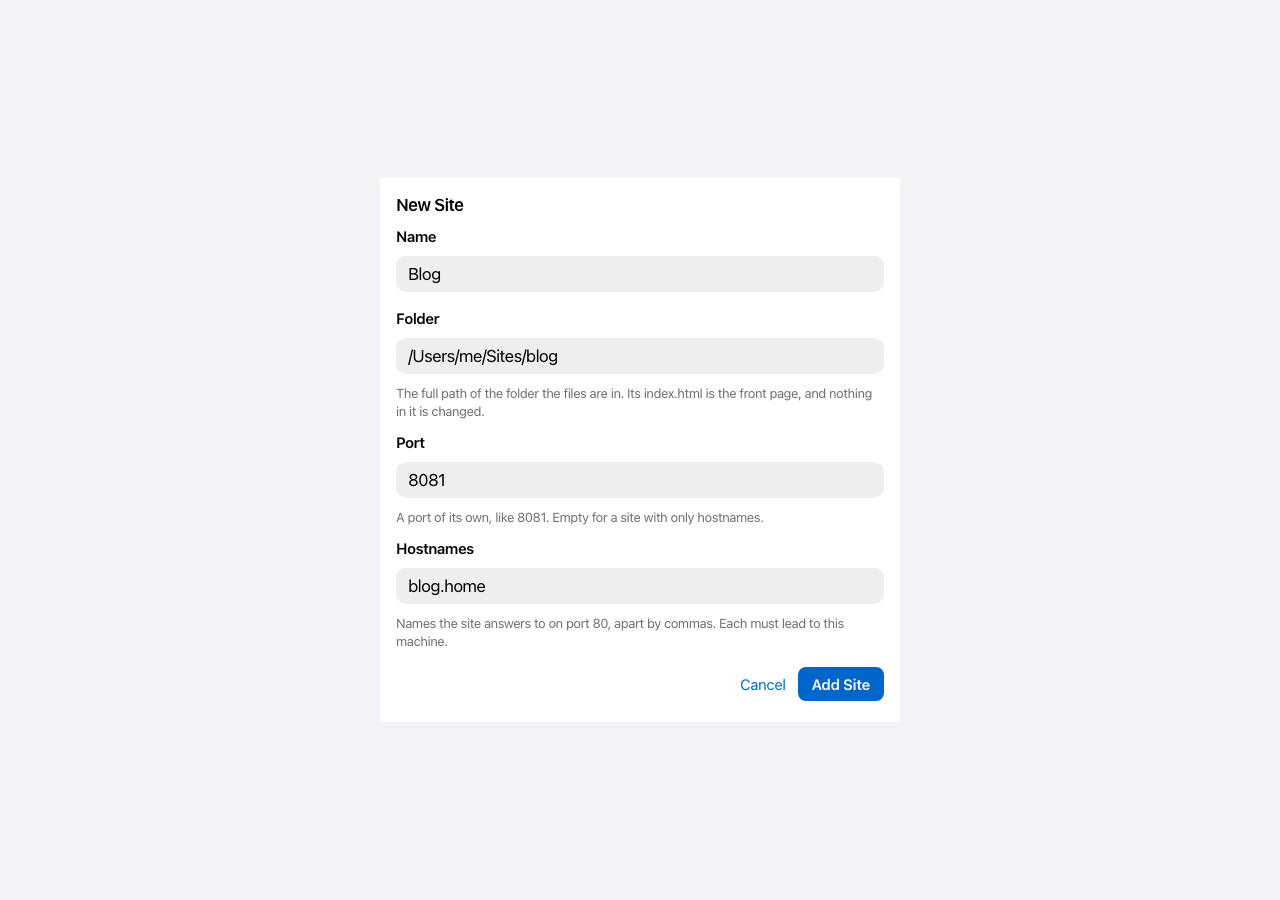 New Site
Name
Blog
Folder
/Users/me/Sites/blog
The full path of the folder the files are in. Its index.html is the front page, and nothing
in it is changed.
Port
8081
A port of its own, like 8081. Empty for a site with only hostnames.
Hostnames
blog.home
Names the site answers to on port 80, apart by commas. Each must lead to this
machine.
Cancel Add Site